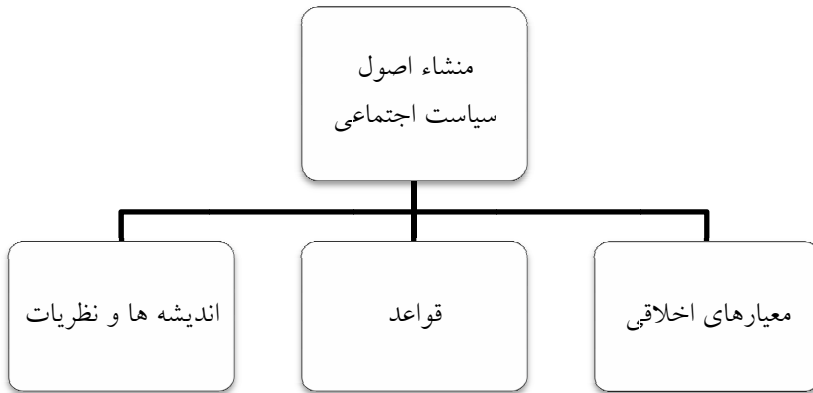 منشاء اصول
سیاست اجتماعی
معیارهای اخلاقی
قواعد
اندیشه ها و نظریات